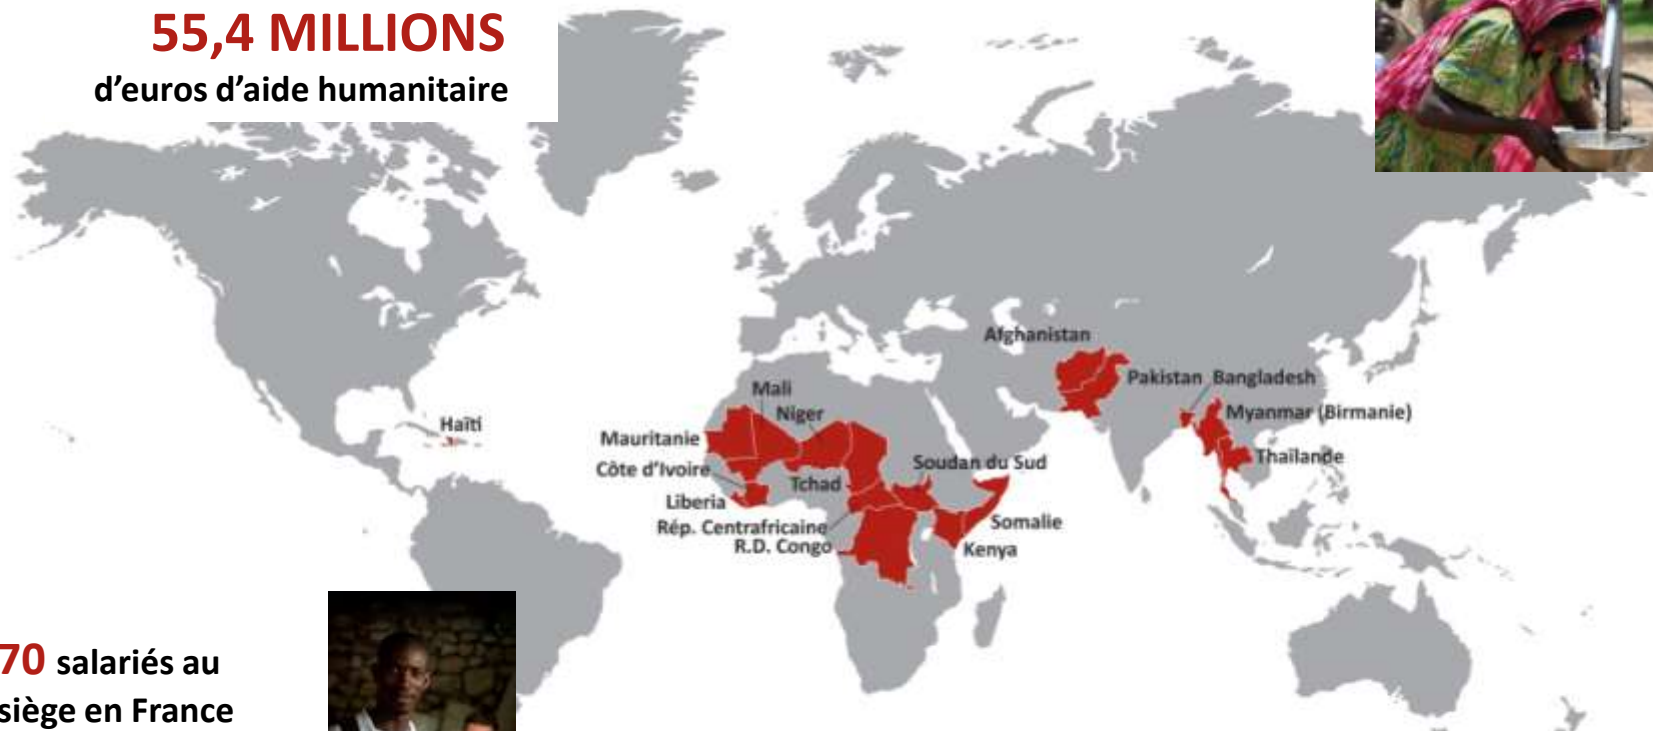 55,4 MILLIONS
d'euros d'aide humanitaire
Afghanistan
Pakistan
Bangladesh
Mali
Niger
Myanmar (Birmanie)
Haïti
Mauritanie
Thaïlande
Côte d'Ivoire
Soudan du Sud
Tchad
Liberia
Somalie
Rép. Centrafricaine
R.D. Congo
Kenya
70 salariés au
siège en France